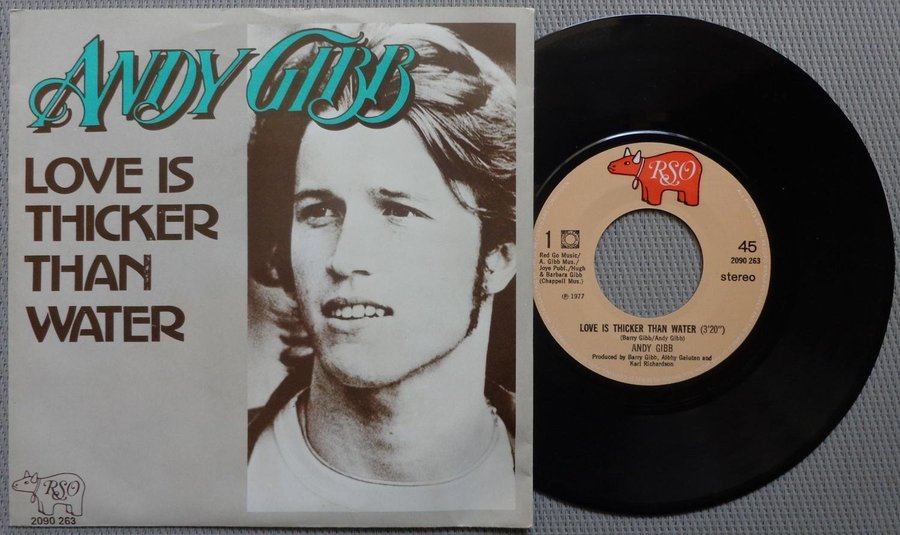 ANDY GIBB
LOVE IS
THICKER
THAN
WATER
RSO
2090 263
RSO
1
45
2090 263
stereo
Red Go Music/
A. Gibb Mus./
Joye Publ./Hugh
& Barbara Gibb
(Chappell Mus.)
℗ 1977
LOVE IS THICKER THAN WATER (3'20")
(Barry Gibb/Andy Gibb)
ANDY GIBB
Produced by Barry Gibb, Albhy Galuten and
Karl Richardson